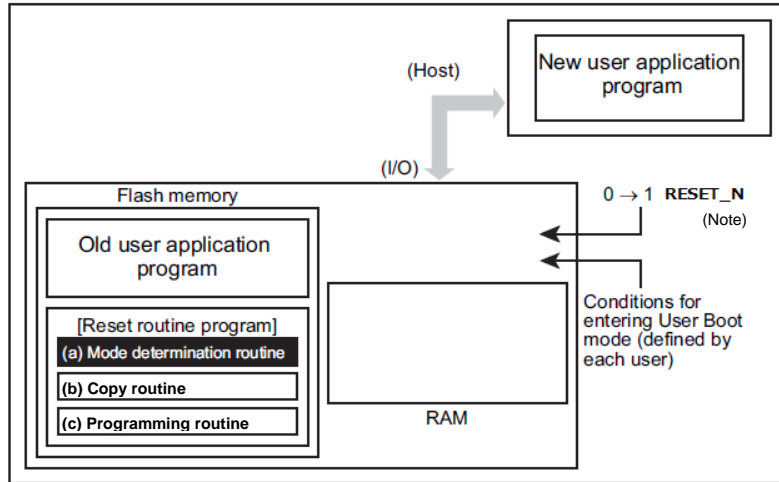 (Host)
New user application
program
(I/O)
Flash memory
0 → 1 RESET_N
(Note)
Old user application
program
Conditions for
entering User Boot
mode (defined by
each user)
[Reset routine program]
(a) Mode determination routine
(b) Copy routine
(c) Programming routine
RAM